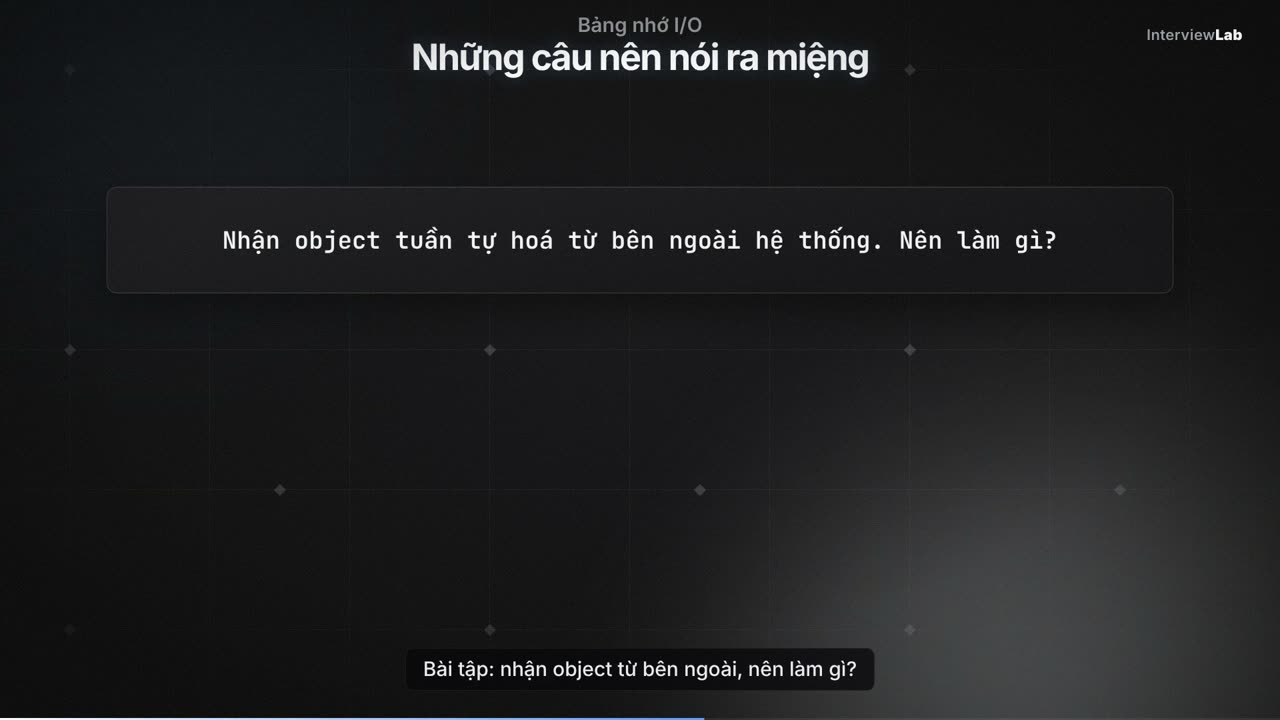 Bảng nhớ I/O
Những câu nên nói ra miệng
InterviewLab
Nhận object tuần tự hoá từ bên ngoài hệ thống. Nên làm gì?
Bài tập: nhận object từ bên ngoài, nên làm gì?